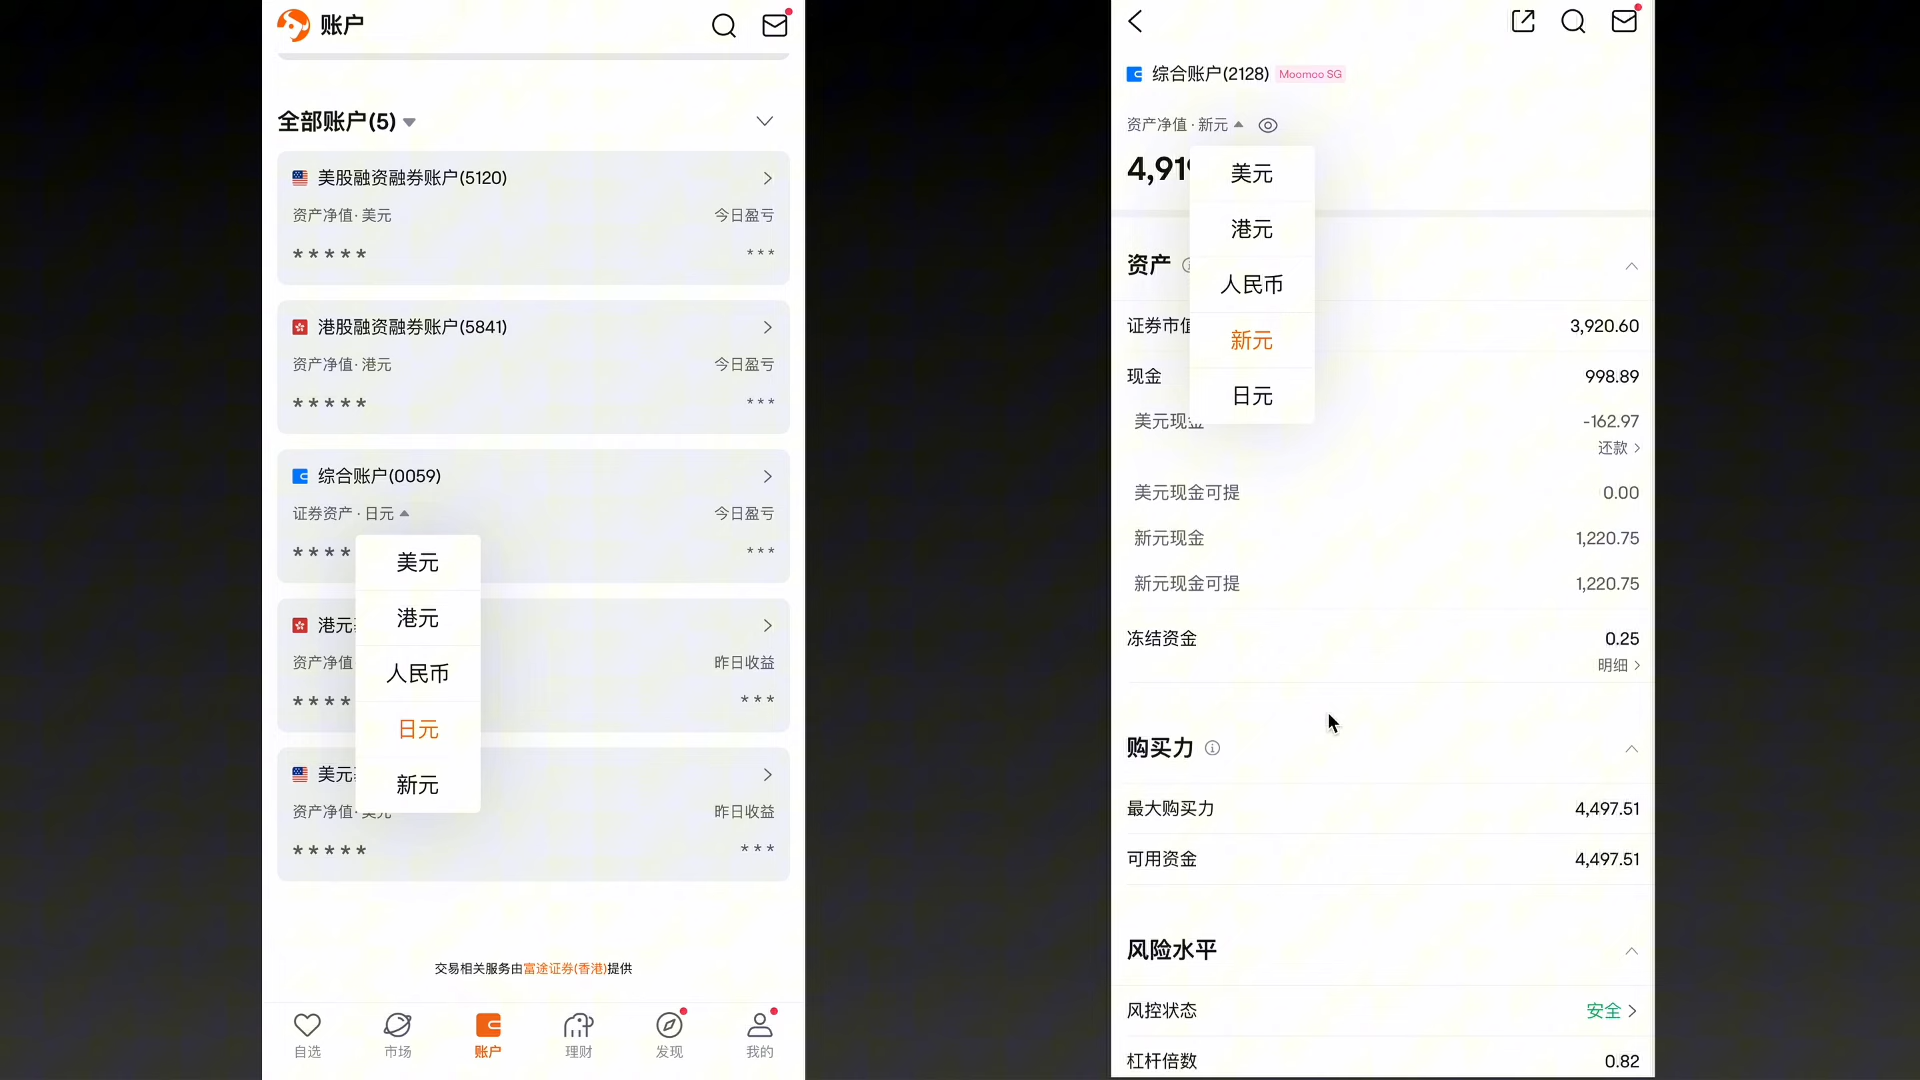 账户
全部账户(5)
美股融资融券账户(5120)
资产净值·美元
今日盈亏
*****
***
港股融资融券账户(5841)
资产净值·港元
今日盈亏
*****
***
综合账户(0059)
证券资产·日元
今日盈亏
****
***
美元
港元
人民币
日元
新元
港元
资产净值
昨日收益
****
***
美元
资产净值·美元
昨日收益
*****
***
交易相关服务由富途证券(香港)提供
自选
市场
账户
理财
发现
我的
综合账户(2128) Moomoo SG
资产净值·新元
4,91
美元
港元
人民币
新元
日元
资产
证券市值
3,920.60
现金
998.89
美元现金
-162.97
还款
美元现金可提
0.00
新元现金
1,220.75
新元现金可提
1,220.75
冻结资金
0.25
明细
购买力
最大购买力
4,497.51
可用资金
4,497.51
风险水平
风控状态
安全
杠杆倍数
0.82